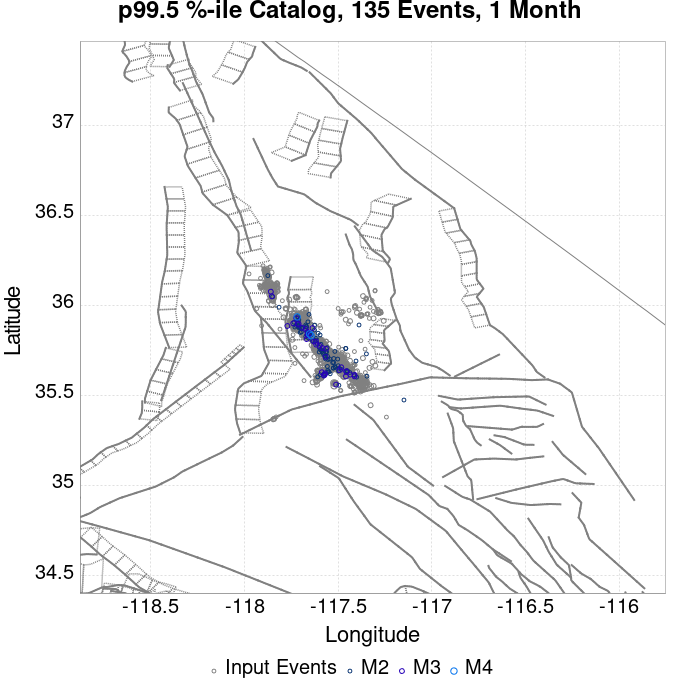 p99.5 %-ile Catalog, 135 Events, 1 Month
37
36.5
36
35.5
35
34.5
Latitude
-118.5 -118 -117.5 -117 -116.5 -116
Longitude
Input Events M2 M3 M4